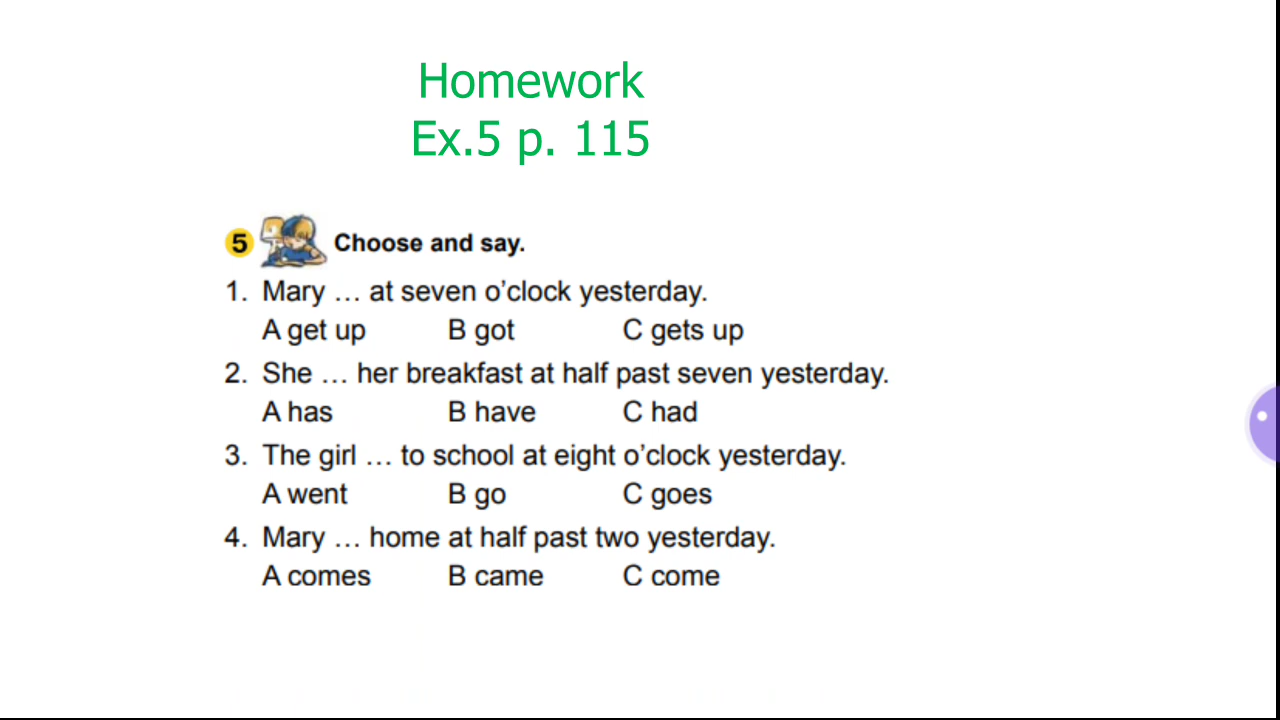 Homework
Ex.5 p. 115
5 Choose and say.
1. Mary … at seven o’clock yesterday.
A get up B got C gets up
2. She … her breakfast at half past seven yesterday.
A has B have C had
3. The girl … to school at eight o’clock yesterday.
A went B go C goes
4. Mary … home at half past two yesterday.
A comes B came C come